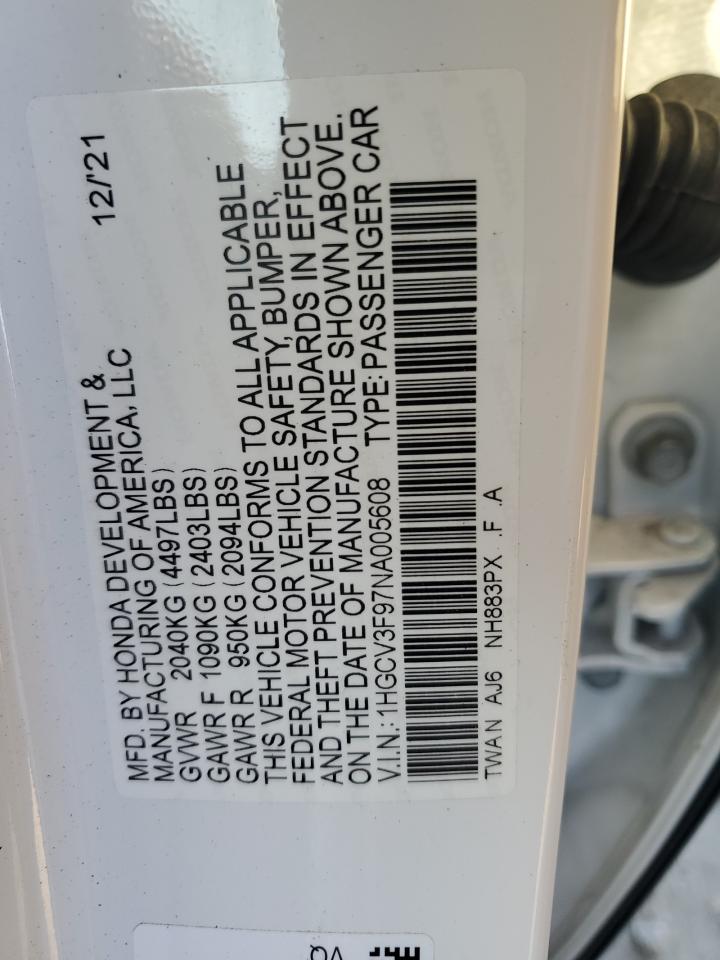 MFD. BY HONDA DEVELOPMENT & 12/'21
MANUFACTURING OF AMERICA, LLC
GVWR 2040KG (4497LBS)
GAWR F 1090KG (2403LBS)
GAWR R 950KG (2094LBS)
THIS VEHICLE CONFORMS TO ALL APPLICABLE
FEDERAL MOTOR VEHICLE SAFETY, BUMPER,
AND THEFT PREVENTION STANDARDS IN EFFECT
ON THE DATE OF MANUFACTURE SHOWN ABOVE.
V.I.N.: 1HGCV3F97NA005608 TYPE: PASSENGER CAR
TWAN AJ6 NH883PX .F .A